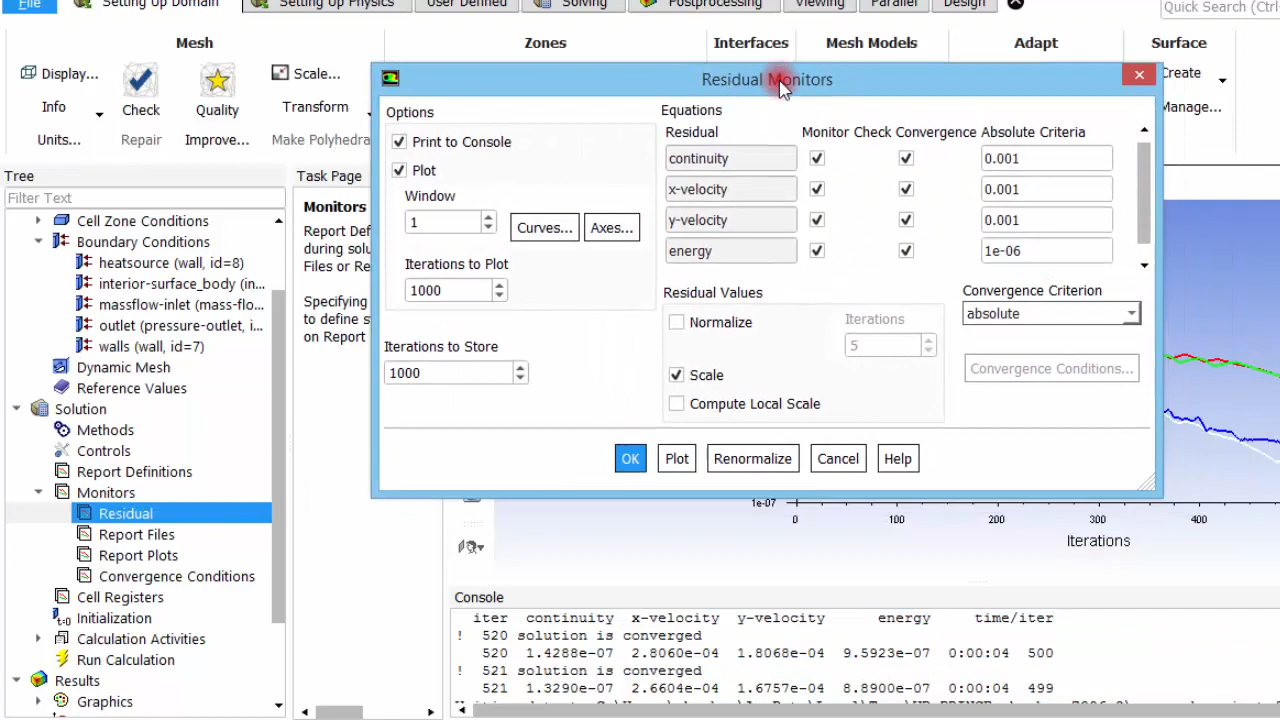 File
Setting Up Domain
Setting Up Physics
User Defined
Solving
Postprocessing
Viewing
Parallel
Design
Quick Search (Ctrl
Mesh
Zones
Interfaces
Mesh Models
Adapt
Surface
Display...
Info
Units...
Check
Repair
Quality
Improve...
Scale...
Transform
Make Polyhedra
Create
Manage...
Tree
Filter Text
Cell Zone Conditions
Boundary Conditions
heatsource (wall, id=8)
interior-surface_body (in...
massflow-inlet (mass-flo...
outlet (pressure-outlet, i...
walls (wall, id=7)
Dynamic Mesh
Reference Values
Solution
Methods
Controls
Report Definitions
Monitors
Residual
Report Files
Report Plots
Convergence Conditions
Cell Registers
Initialization
Calculation Activities
Run Calculation
Results
Graphics
Task Page
Monitors
Report Def
during solu
Files or Re
Specifying
to define s
on Report
Residual Monitors
Options
Print to Console
Plot
Window
1
Curves...
Axes...
Iterations to Plot
1000
Iterations to Store
1000
Equations
Residual Monitor Check Convergence Absolute Criteria
continuity 0.001
x-velocity 0.001
y-velocity 0.001
energy 1e-06
Residual Values
Normalize
Iterations
5
Scale
Compute Local Scale
Convergence Criterion
absolute
Convergence Conditions...
OK
Plot
Renormalize
Cancel
Help
1e-07
0 100 200 300 400
Iterations
Console
iter continuity x-velocity y-velocity energy time/iter
! 520 solution is converged
520 1.4288e-07 2.8060e-04 1.8068e-04 9.5923e-07 0:00:04 500
! 521 solution is converged
521 1.3290e-07 2.6604e-04 1.6757e-04 8.8900e-07 0:00:04 499